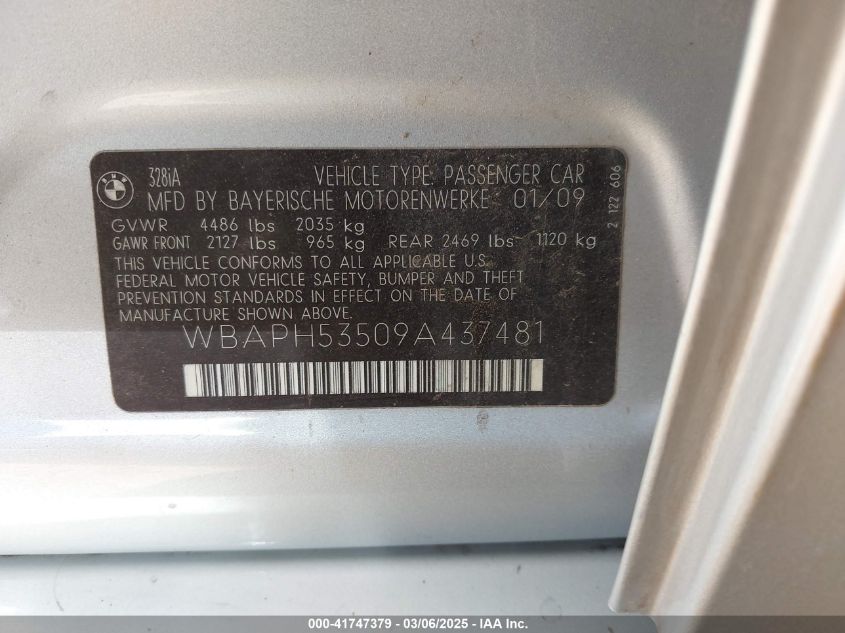 BMW
328iA VEHICLE TYPE: PASSENGER CAR
MFD BY BAYERISCHE MOTORENWERKE 01/09
GVWR 4486 lbs 2035 kg
GAWR FRONT 2127 lbs 965 kg REAR 2469 lbs 1120 kg
THIS VEHICLE CONFORMS TO ALL APPLICABLE U.S.
FEDERAL MOTOR VEHICLE SAFETY, BUMPER AND THEFT
PREVENTION STANDARDS IN EFFECT ON THE DATE OF
MANUFACTURE SHOWN ABOVE.
WBAPH53509A437481
2 122 606
000-41747379 | 03/06/2025 - IAA Inc.